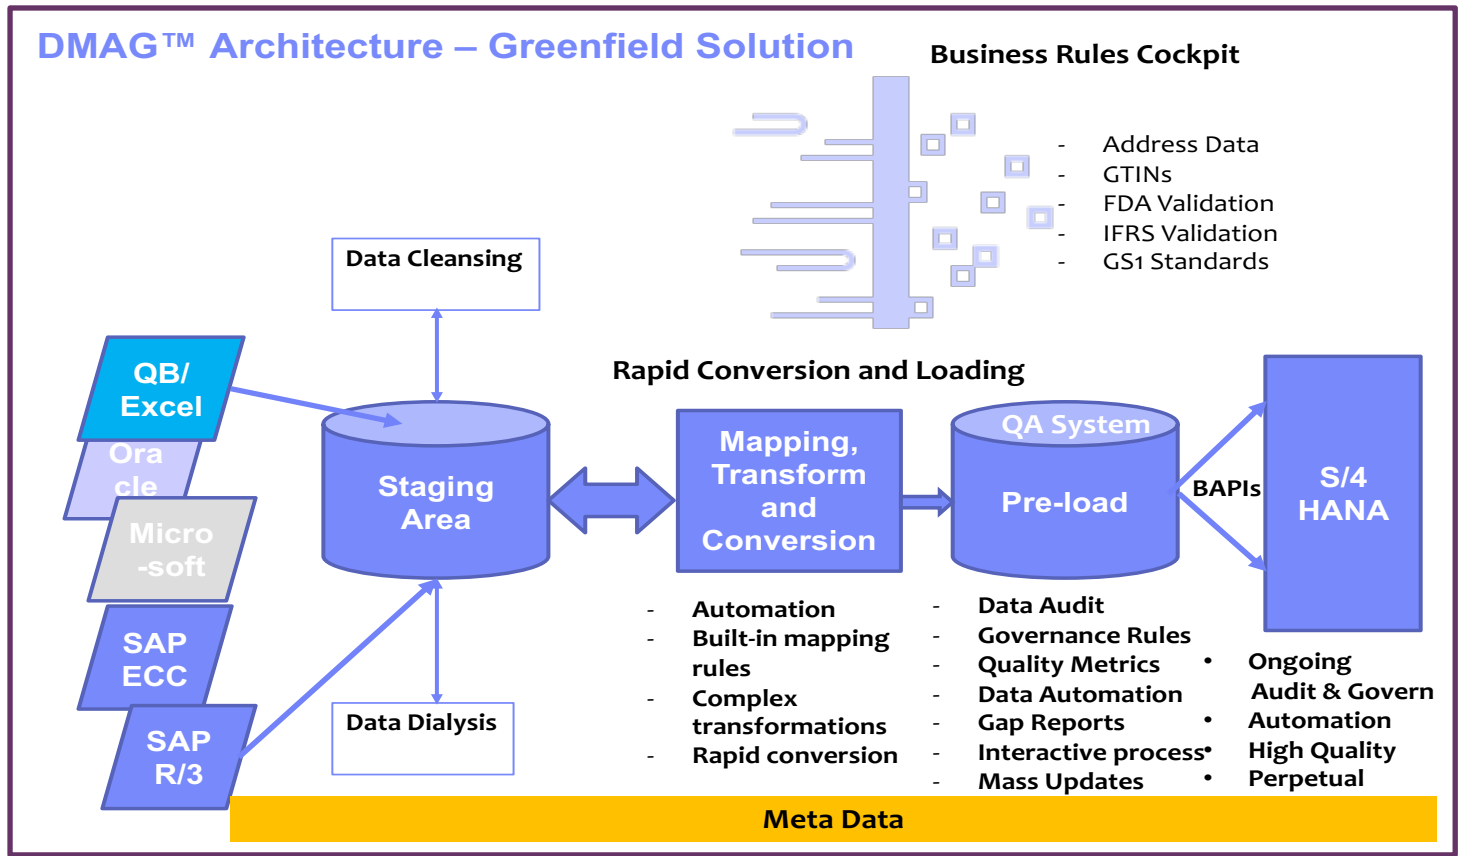 DMAG™ Architecture – Greenfield Solution
Business Rules Cockpit
- Address Data
- GTINs
- FDA Validation
- IFRS Validation
- GS1 Standards
Data Cleansing
QB/
Excel
Ora
cle
Micro
-soft
SAP
ECC
SAP
R/3
Staging
Area
Data Dialysis
Rapid Conversion and Loading
Mapping,
Transform
and
Conversion
- Automation
- Built-in mapping
rules
- Complex
transformations
- Rapid conversion
QA System
Pre-load
- Data Audit
- Governance Rules
- Quality Metrics
- Data Automation
- Gap Reports
- Interactive process
- Mass Updates
BAPIs
S/4
HANA
• Ongoing
Audit & Govern
• Automation
• High Quality
• Perpetual
Meta Data